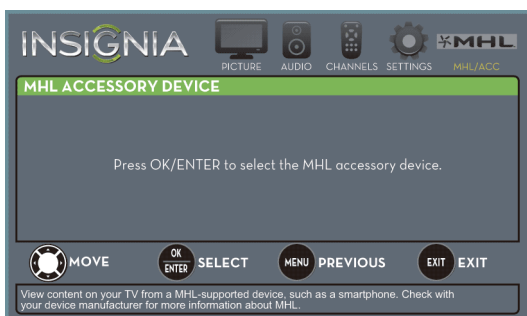 INSIGNIA
MHL
PICTURE AUDIO CHANNELS SETTINGS MHL/ACC
MHL ACCESSORY DEVICE
Press OK/ENTER to select the MHL accessory device.
OK
ENTER
MOVE SELECT MENU PREVIOUS EXIT EXIT
View content on your TV from a MHL-supported device, such as a smartphone. Check with
your device manufacturer for more information about MHL.